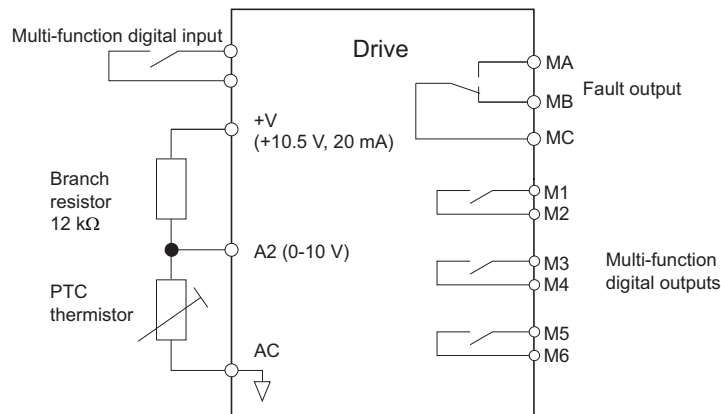 Multi-function digital input
Drive
MA
MB
Fault output
MC
+V
(+10.5 V, 20 mA)
Branch
resistor
12 kΩ
M1
M2
A2 (0-10 V)
M3
M4
Multi-function
digital outputs
PTC
thermistor
AC
M5
M6